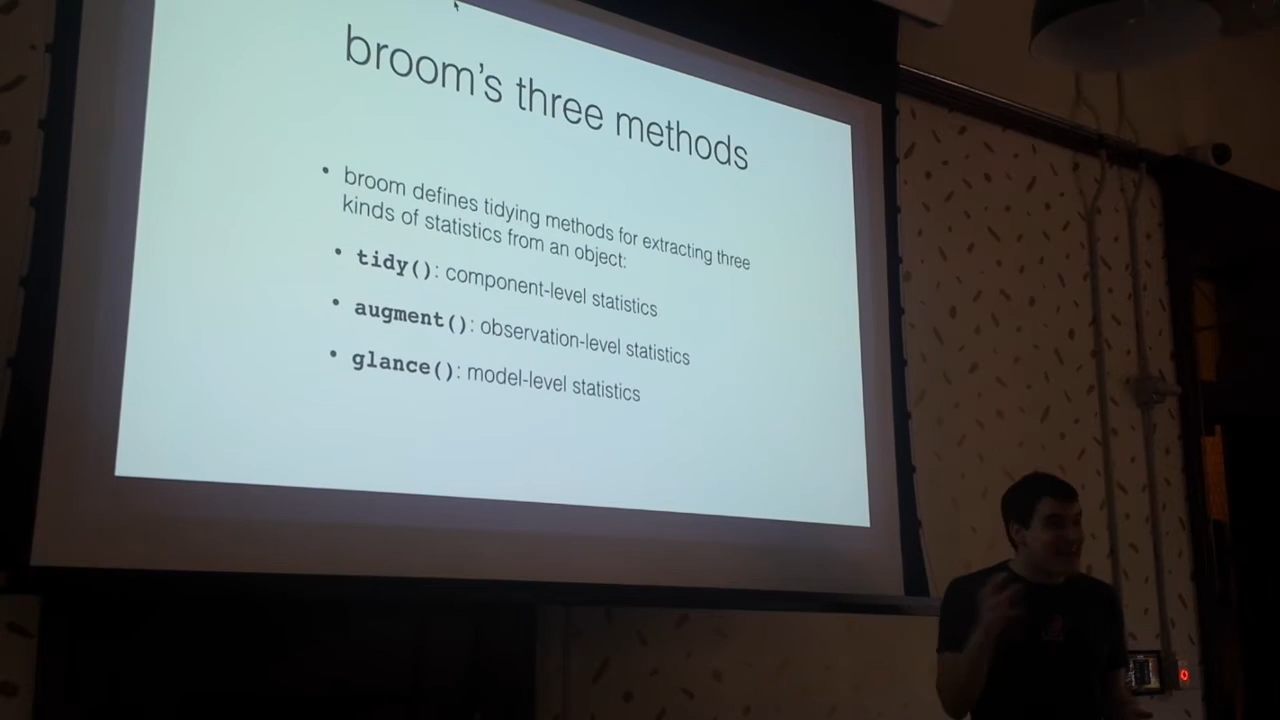 broom's three methods
• broom defines tidying methods for extracting three
kinds of statistics from an object:
• tidy(): component-level statistics
• augment(): observation-level statistics
• glance(): model-level statistics